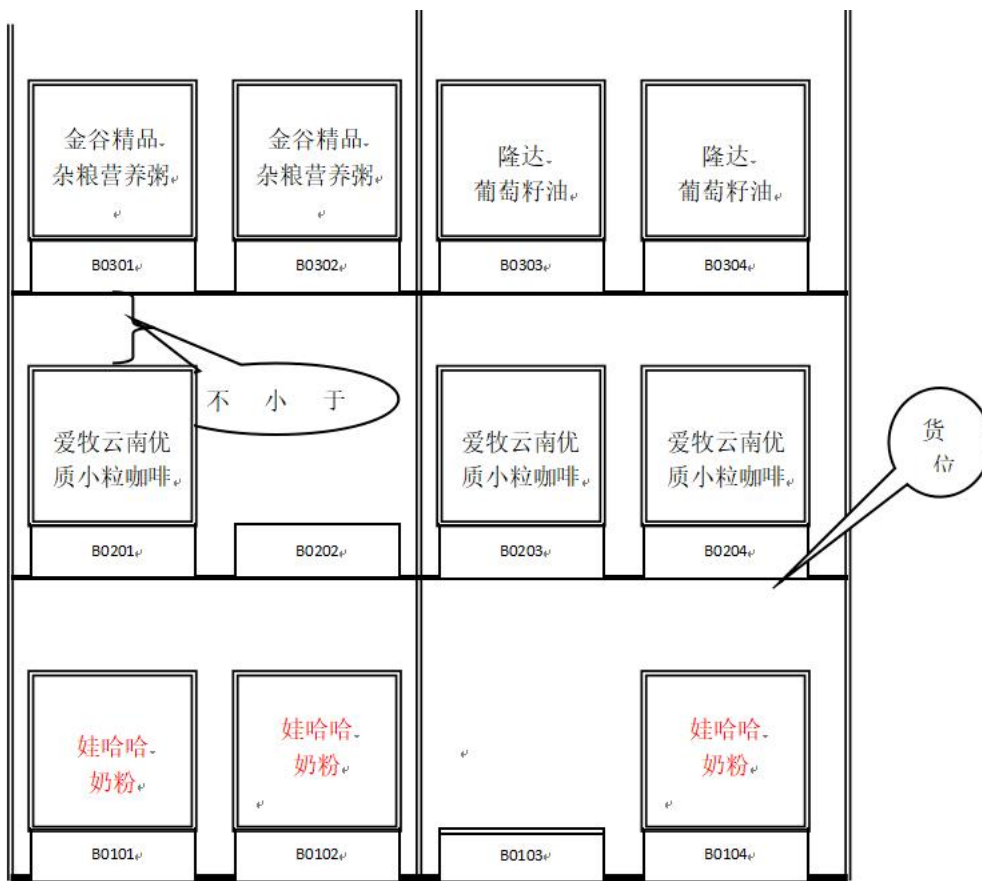 金谷精品
杂粮营养粥
金谷精品
杂粮营养粥
隆达
葡萄籽油
隆达
葡萄籽油
B0301
B0302
B0303
B0304
不 小 于
爱牧云南优
质小粒咖啡
爱牧云南优
质小粒咖啡
爱牧云南优
质小粒咖啡
货
位
B0201
B0202
B0203
B0204
娃哈哈
奶粉
娃哈哈
奶粉
娃哈哈
奶粉
B0101
B0102
B0103
B0104